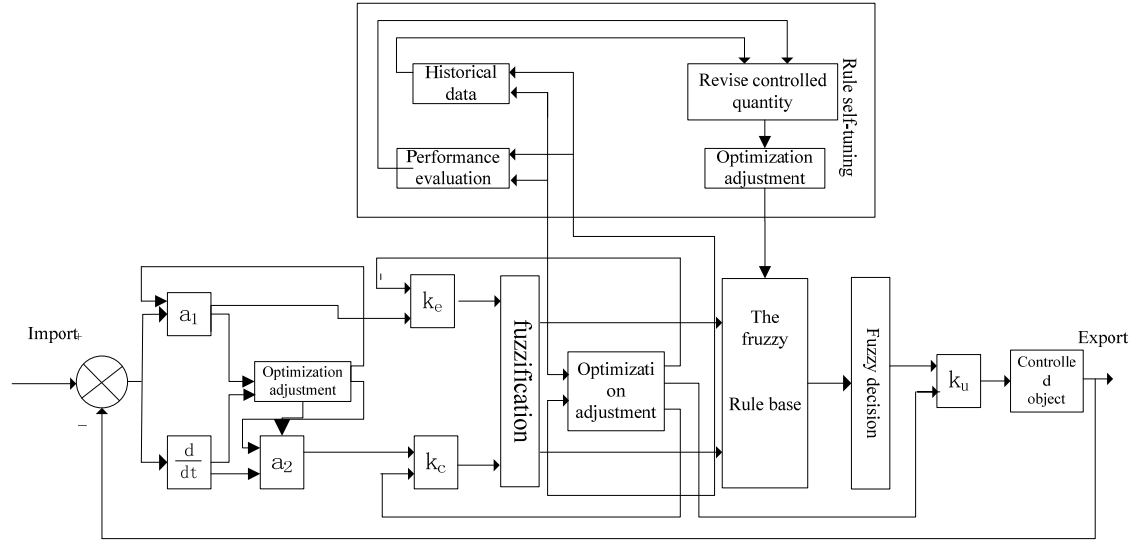 Historical
data
Revise controlled
quantity
Rule self-tuning
Performance
evaluation
Optimization
adjustment
Import
+
−
a1
Optimization
adjustment
d
dt
a2
ke
kc
fuzzification
Optimizati
on
adjustment
The
fruzzy
Rule base
Fuzzy decision
ku
Controlle
d
object
Export